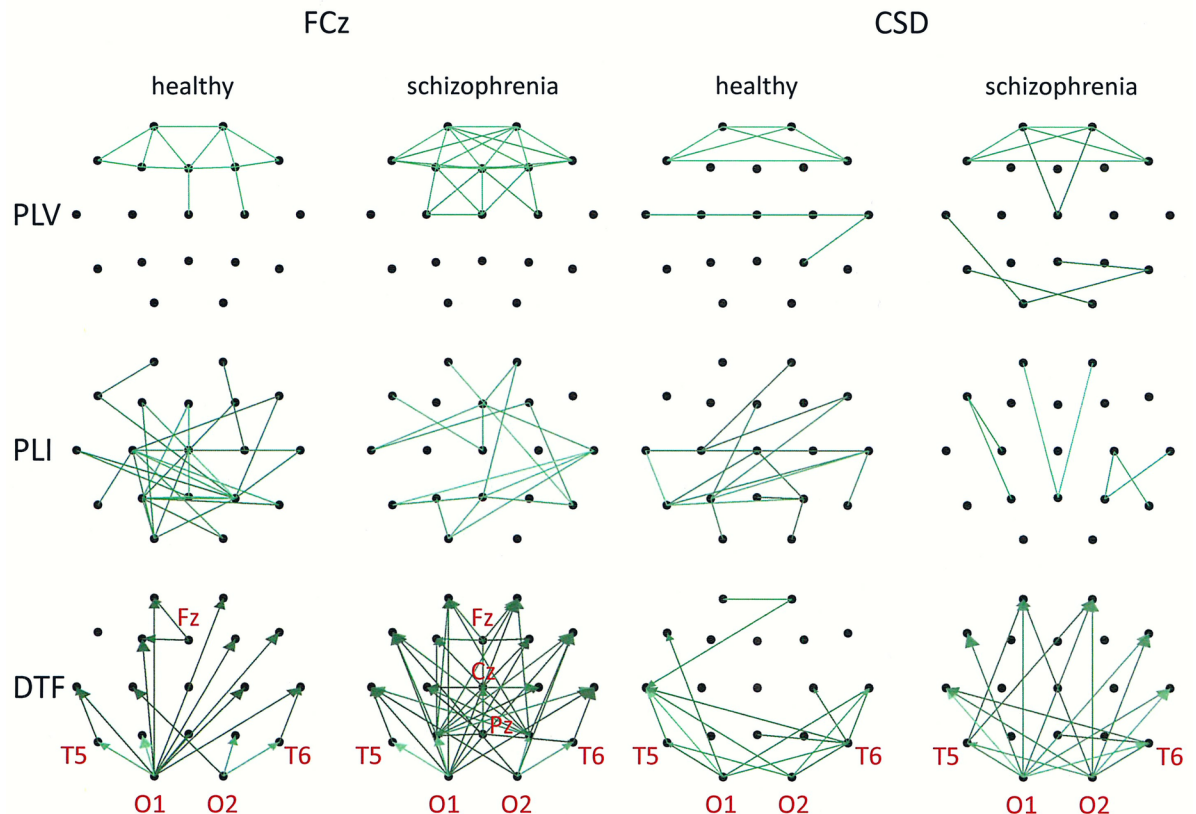 FCz CSD
healthy schizophrenia healthy schizophrenia
PLV
PLI
Fz Fz
Cz
DTF
Pz
T5 T6 T5 T6 T5 T6 T5 T6
O1 O2 O1 O2 O1 O2 O1 O2